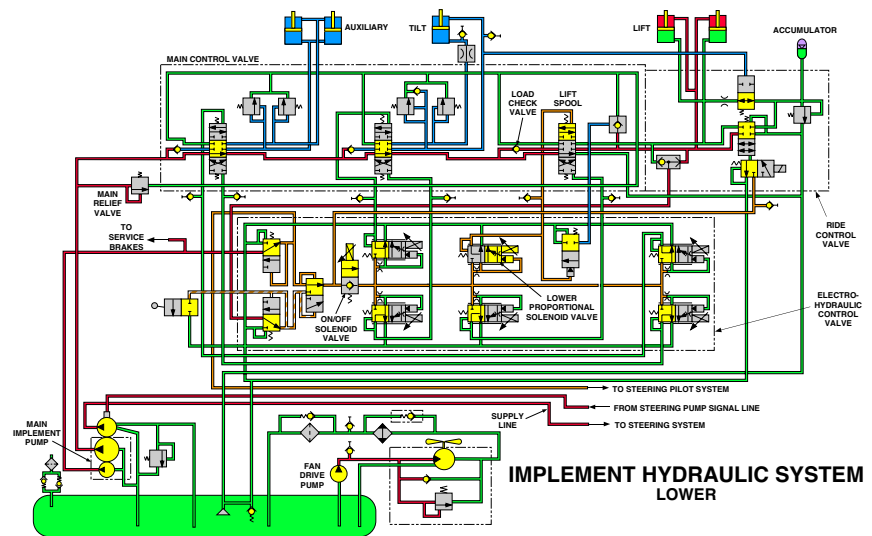 AUXILIARY
TILT
LIFT
ACCUMULATOR
MAIN CONTROL VALVE
LOAD
CHECK
VALVE
LIFT
SPOOL
MAIN
RELIEF
VALVE
TO
SERVICE
BRAKES
RIDE
CONTROL
VALVE
ON/OFF
SOLENOID
VALVE
LOWER
PROPORTIONAL
SOLENOID VALVE
ELECTRO-
HYDRAULIC
CONTROL
VALVE
TO STEERING PILOT SYSTEM
FROM STEERING PUMP SIGNAL LINE
SUPPLY
LINE
TO STEERING SYSTEM
MAIN
IMPLEMENT
PUMP
FAN
DRIVE
PUMP
IMPLEMENT HYDRAULIC SYSTEM
LOWER